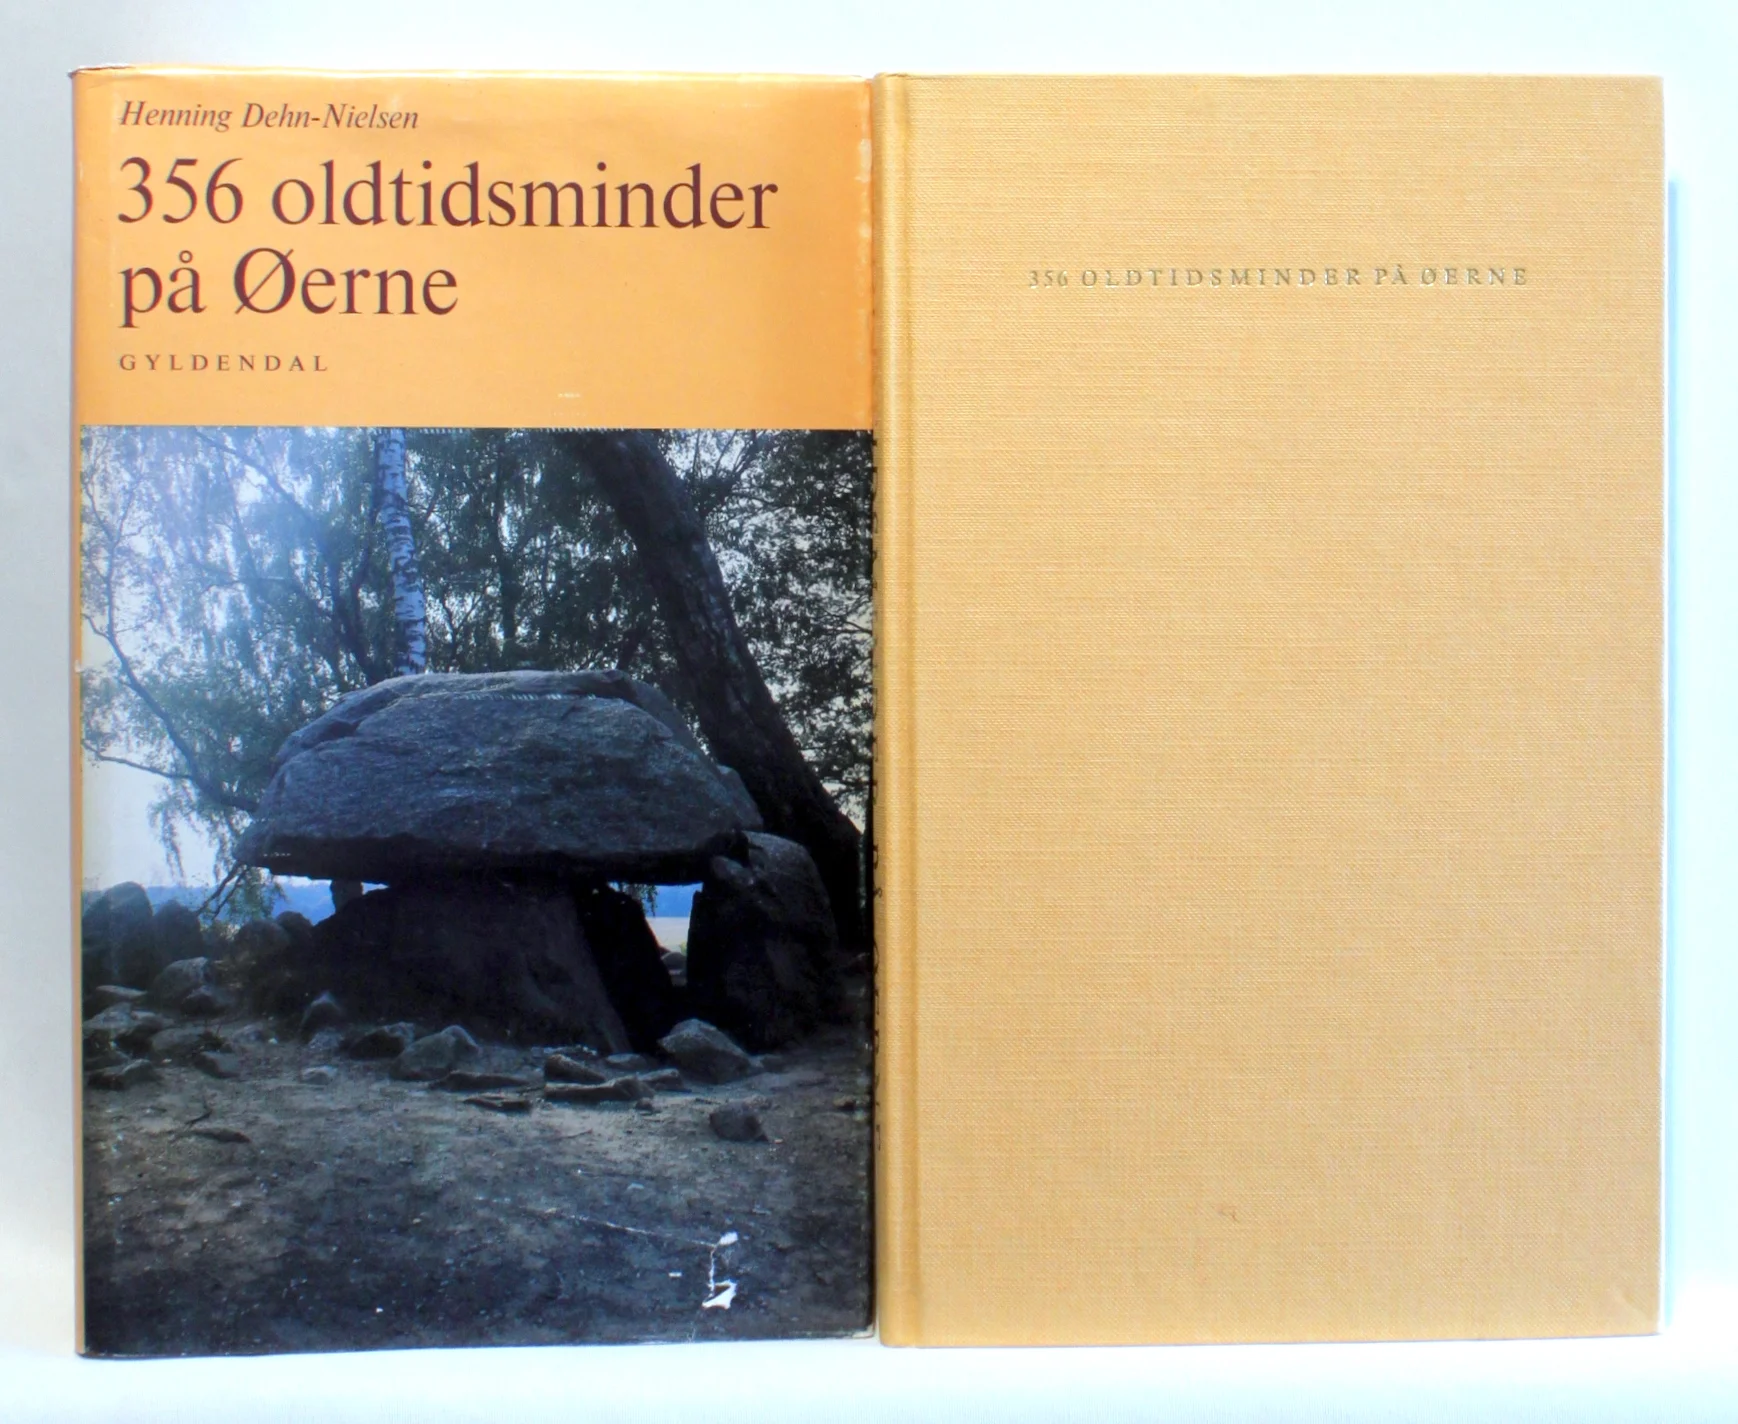 Henning Dehn-Nielsen
356 oldtidsminder
på Øerne
GYLDENDAL
356 OLDTIDSMINDER PÅ ØERNE